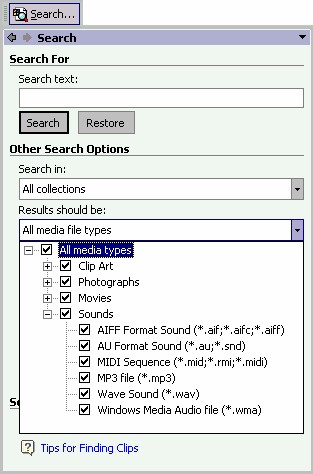 Search...
Search
Search For
Search text:
Search Restore
Other Search Options
Search in:
All collections
Results should be:
All media file types
All media types
Clip Art
Photographs
Movies
Sounds
AIFF Format Sound (*.aif;*.aifc;*.aiff)
AU Format Sound (*.au;*.snd)
MIDI Sequence (*.mid;*.rmi;*.midi)
MP3 file (*.mp3)
Wave Sound (*.wav)
Windows Media Audio file (*.wma)
Tips for Finding Clips